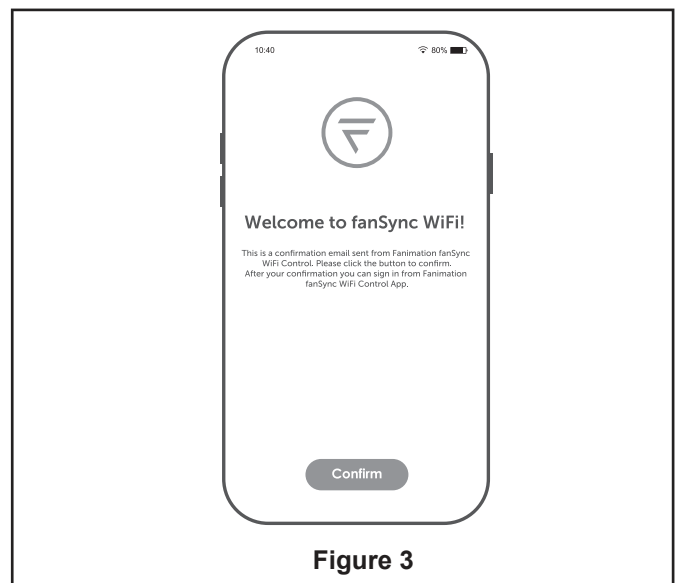 10:40 80%
Welcome to fanSync WiFi!
This is a confirmation email sent from Fanimation fanSync
WiFi Control. Please click the button to confirm.
After your confirmation you can sign in from Fanimation
fanSync WiFi Control App.
Confirm
Figure 3